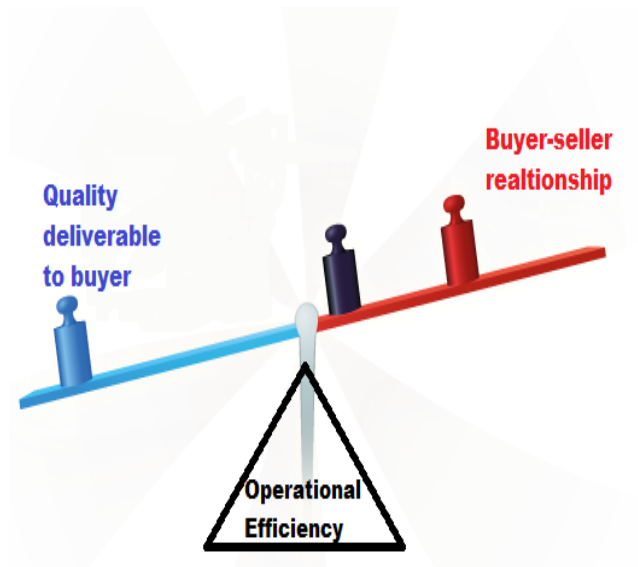 Quality
deliverable
to buyer
Buyer-seller
realtionship
Operational
Efficiency